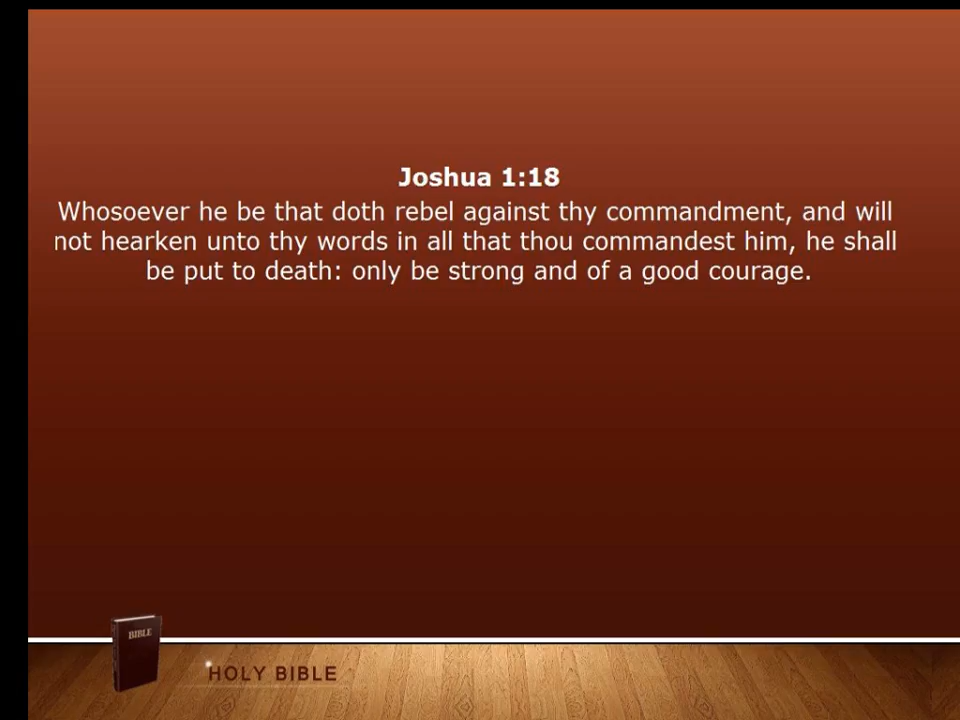 Joshua 1:18
Whosoever he be that doth rebel against thy commandment, and will
not hearken unto thy words in all that thou commandest him, he shall
be put to death: only be strong and of a good courage.
BIBLE
HOLY BIBLE